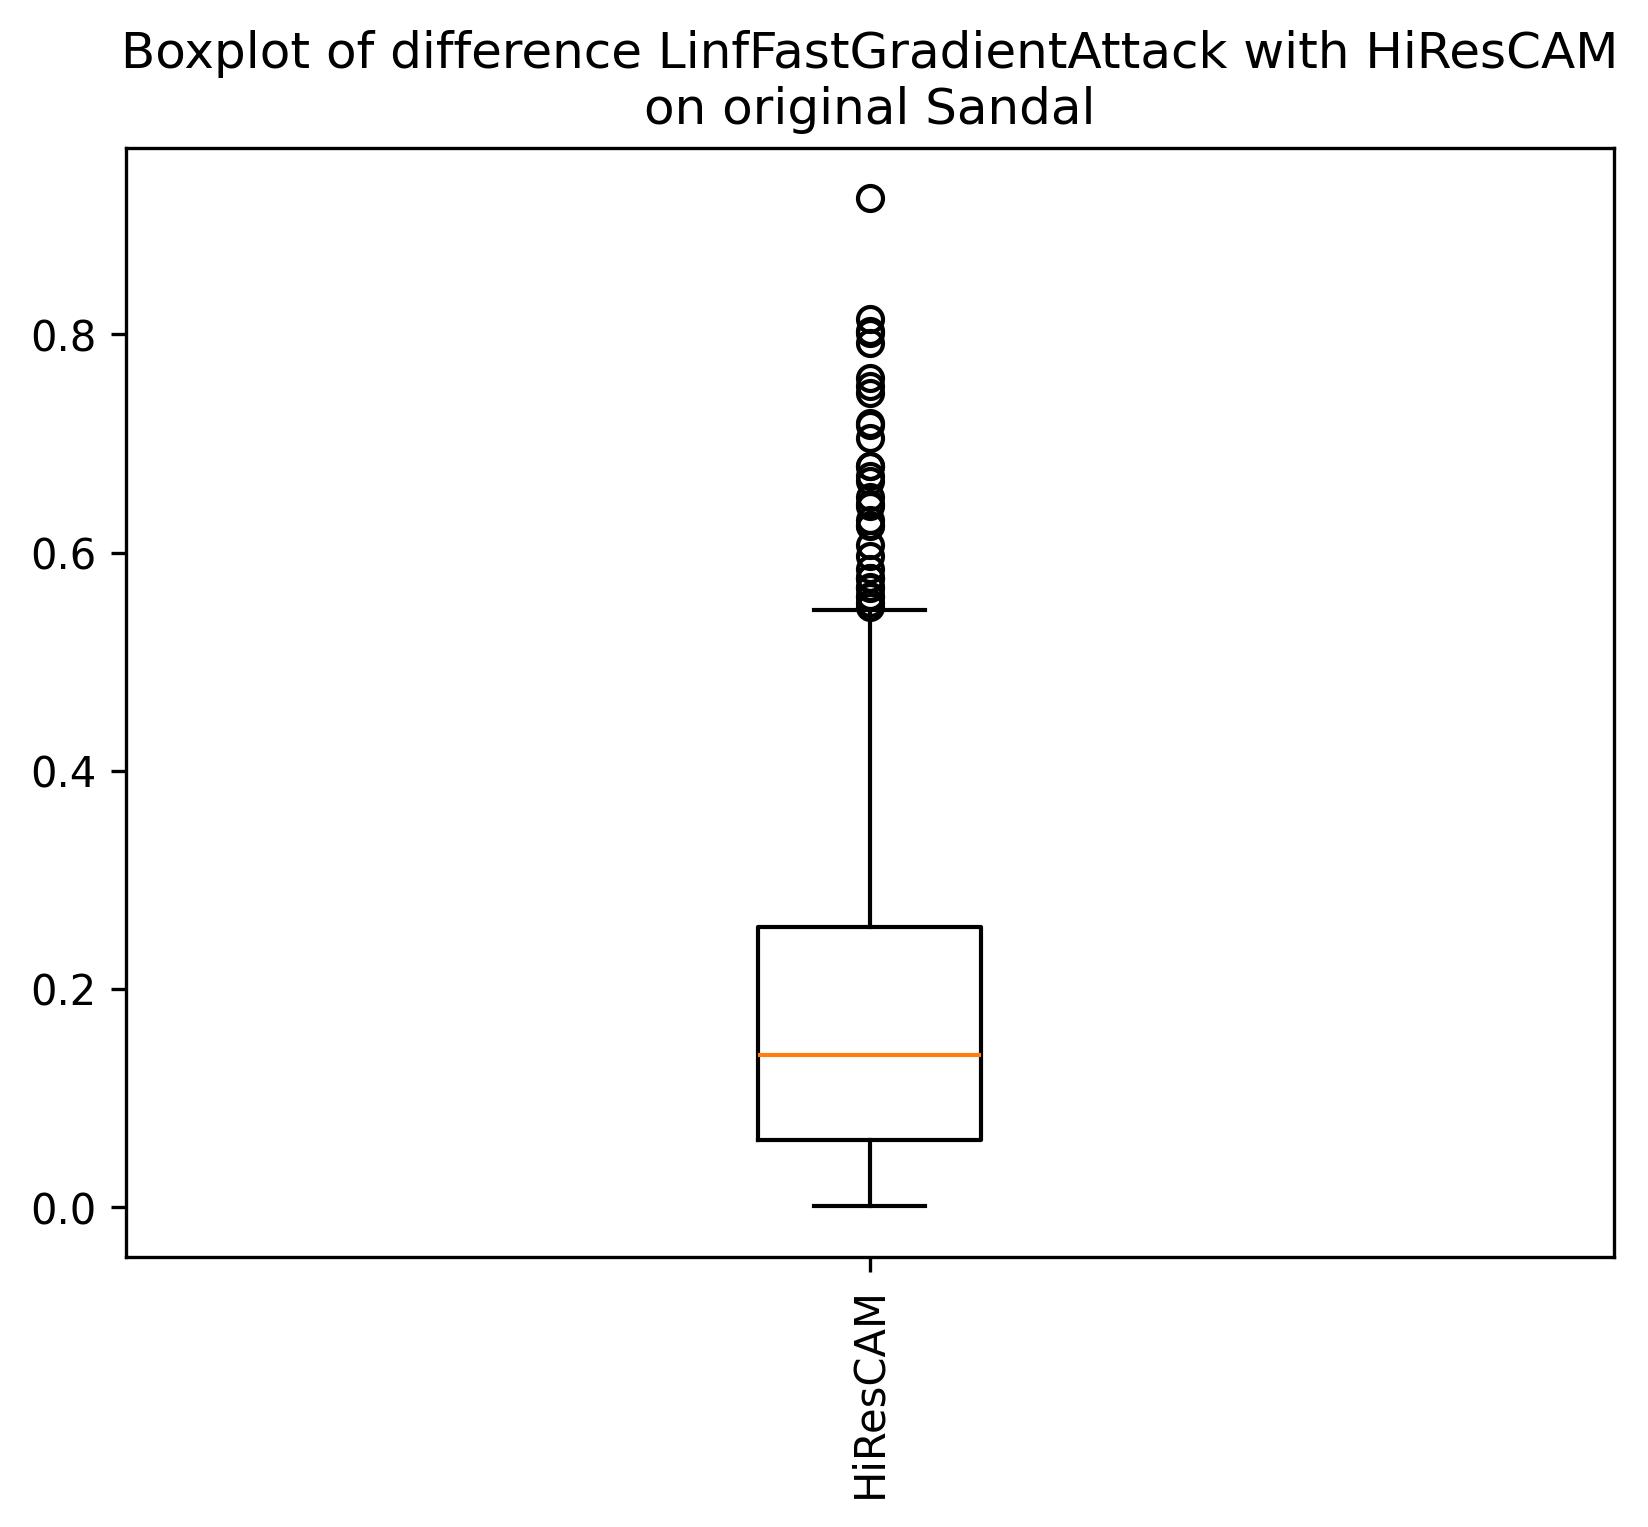 Boxplot of difference LinfFastGradientAttack with HiResCAM
on original Sandal
0.8
0.6
0.4
0.2
0.0
HiResCAM